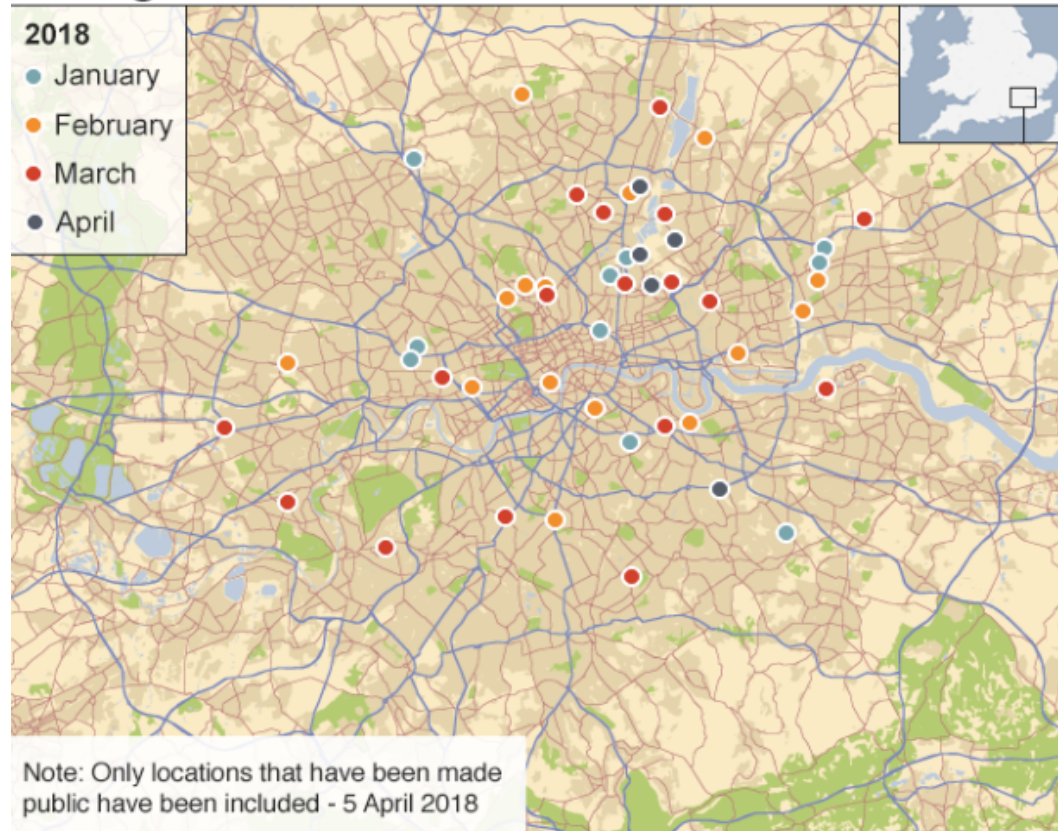 2018
January
February
March
April
Note: Only locations that have been made
public have been included - 5 April 2018